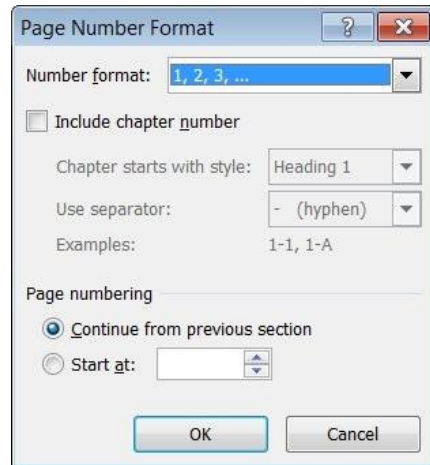 Page Number Format
Number format: 1, 2, 3, ...
Include chapter number
Chapter starts with style: Heading 1
Use separator: - (hyphen)
Examples: 1-1, 1-A
Page numbering
Continue from previous section
Start at:
OK Cancel